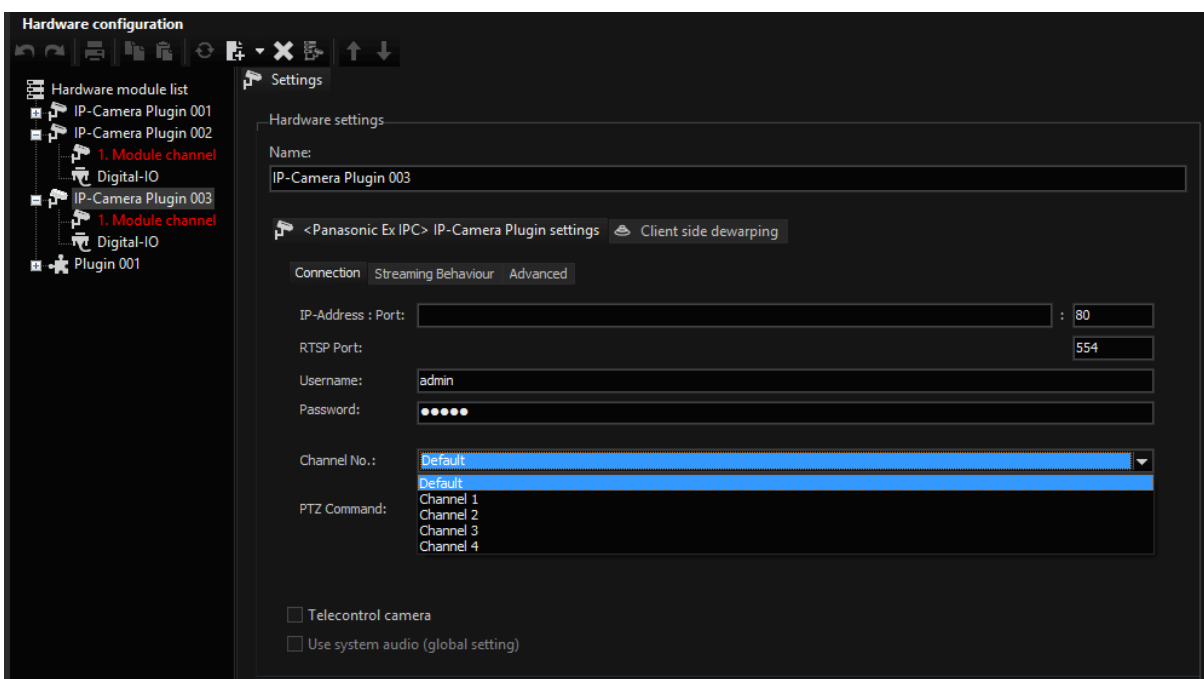 Hardware configuration
Hardware module list
IP-Camera Plugin 001
IP-Camera Plugin 002
1. Module channel
Digital-IO
IP-Camera Plugin 003
1. Module channel
Digital-IO
Plugin 001
Settings
Hardware settings
Name:
IP-Camera Plugin 003
<Panasonic Ex IPC> IP-Camera Plugin settings Client side dewarping
Connection Streaming Behaviour Advanced
IP-Address : Port: : 80
RTSP Port: 554
Username: admin
Password: ●●●●●
Channel No.: Default
Default
Channel 1
PTZ Command: Channel 2
Channel 3
Channel 4
Telecontrol camera
Use system audio (global setting)